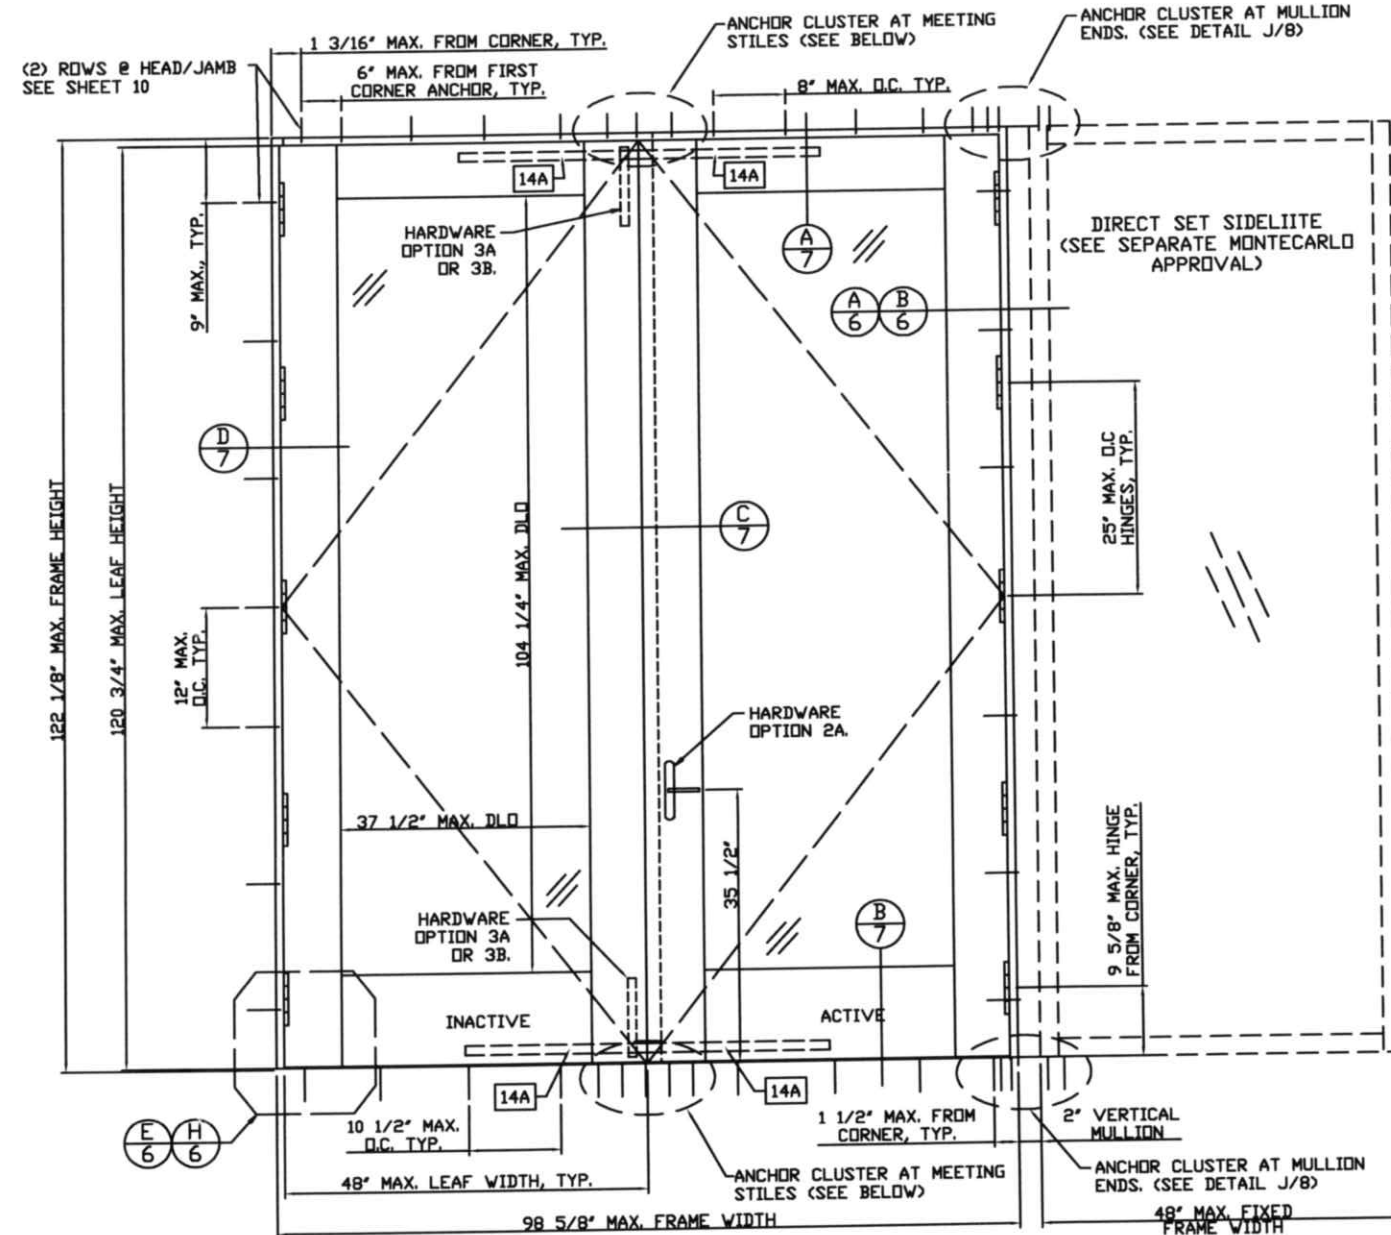 1 3/16" MAX. FROM CORNER, TYP.
ANCHOR CLUSTER AT MEETING
STILES (SEE BELOW)
ANCHOR CLUSTER AT MULLION
ENDS. (SEE DETAIL J/8)
(2) ROWS @ HEAD/JAMB
SEE SHEET 10
6" MAX. FROM FIRST
CORNER ANCHOR, TYP.
8" MAX. O.C. TYP.
14A
14A
HARDWARE
OPTION 3A
OR 3B.
A
7
DIRECT SET SIDELIITE
(SEE SEPARATE MONTECARLO
APPROVAL)
9" MAX., TYP.
A
6
B
6
D
7
C
7
25" MAX. O.C
HINGES, TYP.
122 1/8" MAX. FRAME HEIGHT
120 3/4" MAX. LEAF HEIGHT
104 1/4" MAX. DLO
12" MAX.
O.C. TYP.
HARDWARE
OPTION 2A.
37 1/2" MAX. DLO
35 1/2"
9 5/8" MAX. HINGE
FROM CORNER, TYP.
HARDWARE
OPTION 3A
OR 3B.
B
7
INACTIVE
ACTIVE
14A
14A
E
6
H
6
10 1/2" MAX.
O.C. TYP.
1 1/2" MAX. FROM
CORNER, TYP.
2" VERTICAL
MULLION
48" MAX. LEAF WIDTH, TYP.
ANCHOR CLUSTER AT MEETING
STILES (SEE BELOW)
ANCHOR CLUSTER AT MULLION
ENDS. (SEE DETAIL J/8)
98 5/8" MAX. FRAME WIDTH
48" MAX. FIXED
FRAME WIDTH